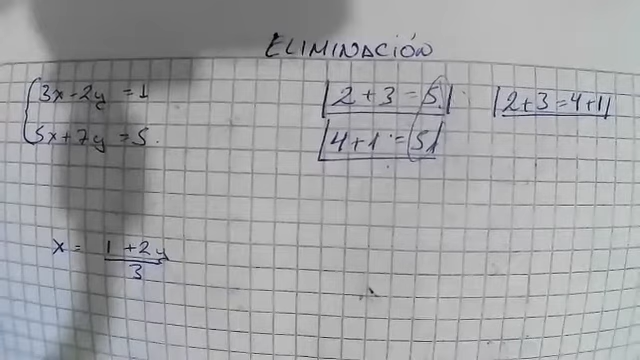 ELIMINACIÓN
3x-2y = 1
5x+7y = 5.
2 + 3 = 5
4 + 1 = 5
2 + 3 = 4 + 1
x = 1 + 2y
3